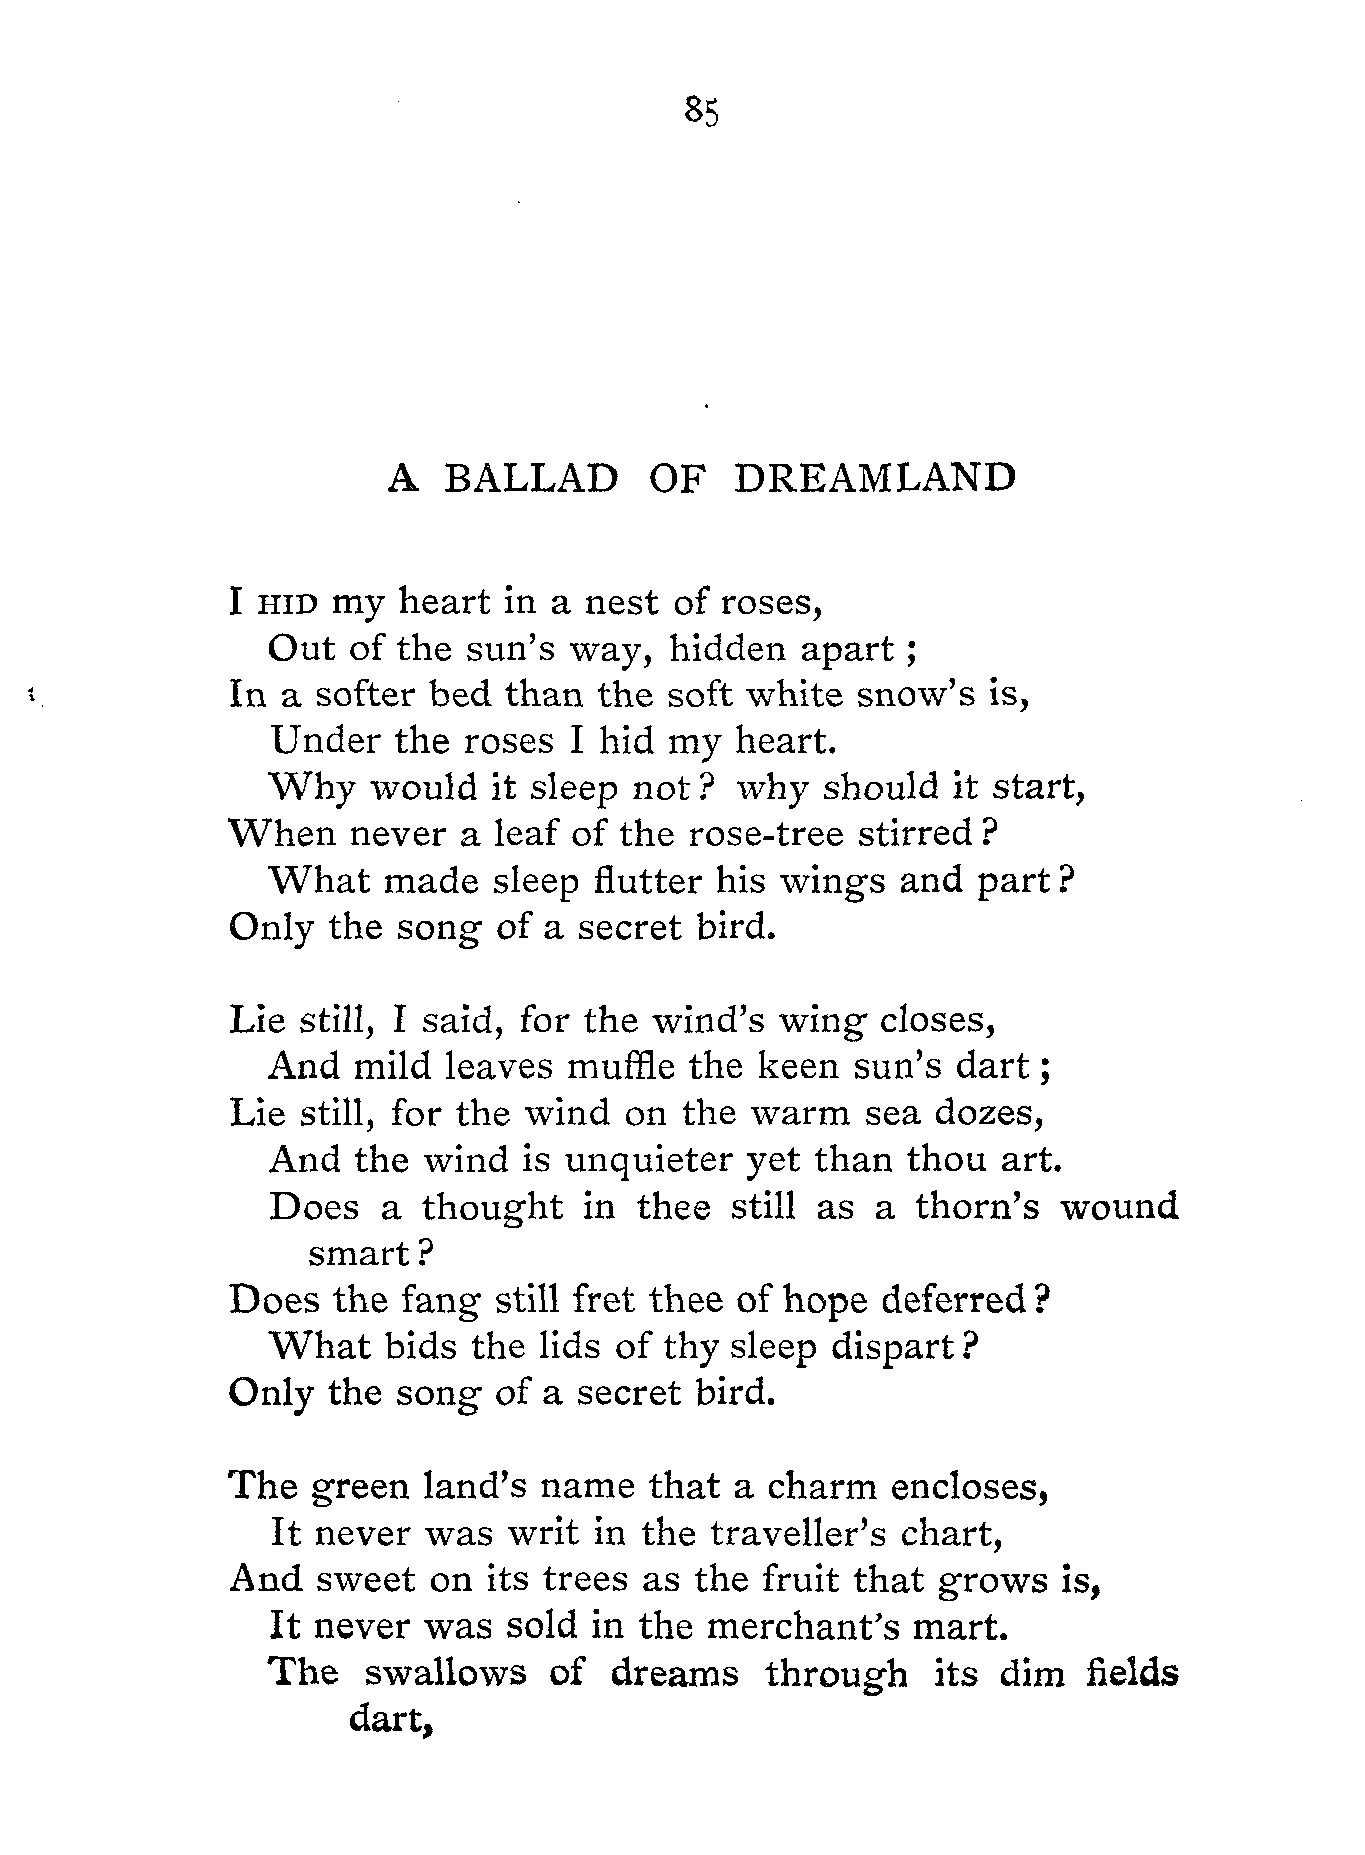 85
A BALLAD OF DREAMLAND
I HID my heart in a nest of roses,
Out of the sun's way, hidden apart ;
In a softer bed than the soft white snow's is,
Under the roses I hid my heart.
Why would it sleep not ? why should it start,
When never a leaf of the rose-tree stirred ?
What made sleep flutter his wings and part ?
Only the song of a secret bird.
Lie still, I said, for the wind's wing closes,
And mild leaves muffle the keen sun's dart ;
Lie still, for the wind on the warm sea dozes,
And the wind is unquieter yet than thou art.
Does a thought in thee still as a thorn's wound
smart ?
Does the fang still fret thee of hope deferred ?
What bids the lids of thy sleep dispart ?
Only the song of a secret bird.
The green land's name that a charm encloses,
It never was writ in the traveller's chart,
And sweet on its trees as the fruit that grows is,
It never was sold in the merchant's mart.
The swallows of dreams through its dim fields
dart,